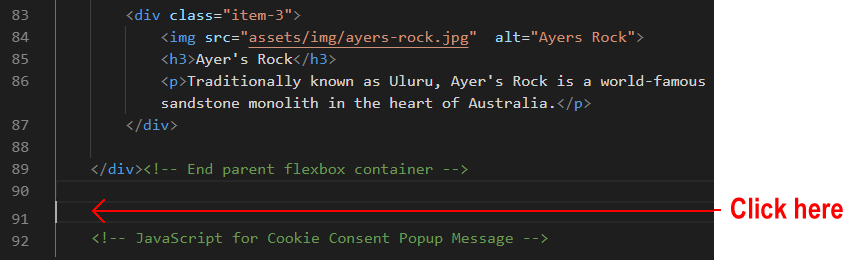 83 <div class="item-3">
84 <img src="assets/img/ayers-rock.jpg"  alt="Ayers Rock">
85 <h3>Ayer's Rock</h3>
86 <p>Traditionally known as Uluru, Ayer's Rock is a world-famous
sandstone monolith in the heart of Australia.</p>
87 </div>
88
89 </div><!-- End parent flexbox container -->
90
91 Click here
92 <!-- JavaScript for Cookie Consent Popup Message -->